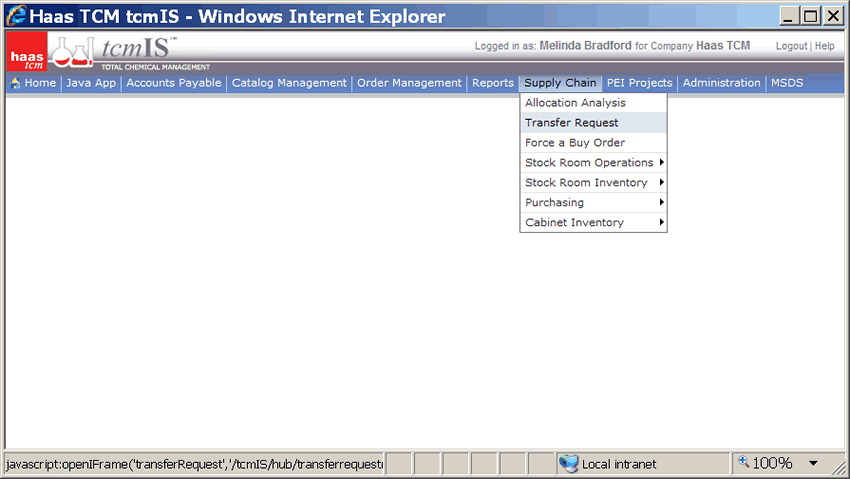 Haas TCM tcmIS - Windows Internet Explorer
haas tcm
tcmIS™
TOTAL CHEMICAL MANAGEMENT
Logged in as: Melinda Bradford for Company Haas TCM
Logout | Help
Home | Java App | Accounts Payable | Catalog Management | Order Management | Reports | Supply Chain | PEI Projects | Administration | MSDS
Allocation Analysis
Transfer Request
Force a Buy Order
Stock Room Operations
Stock Room Inventory
Purchasing
Cabinet Inventory
javascript:openIFrame('transferRequest','/tcmIS/hub/transferrequest Local intranet 100%